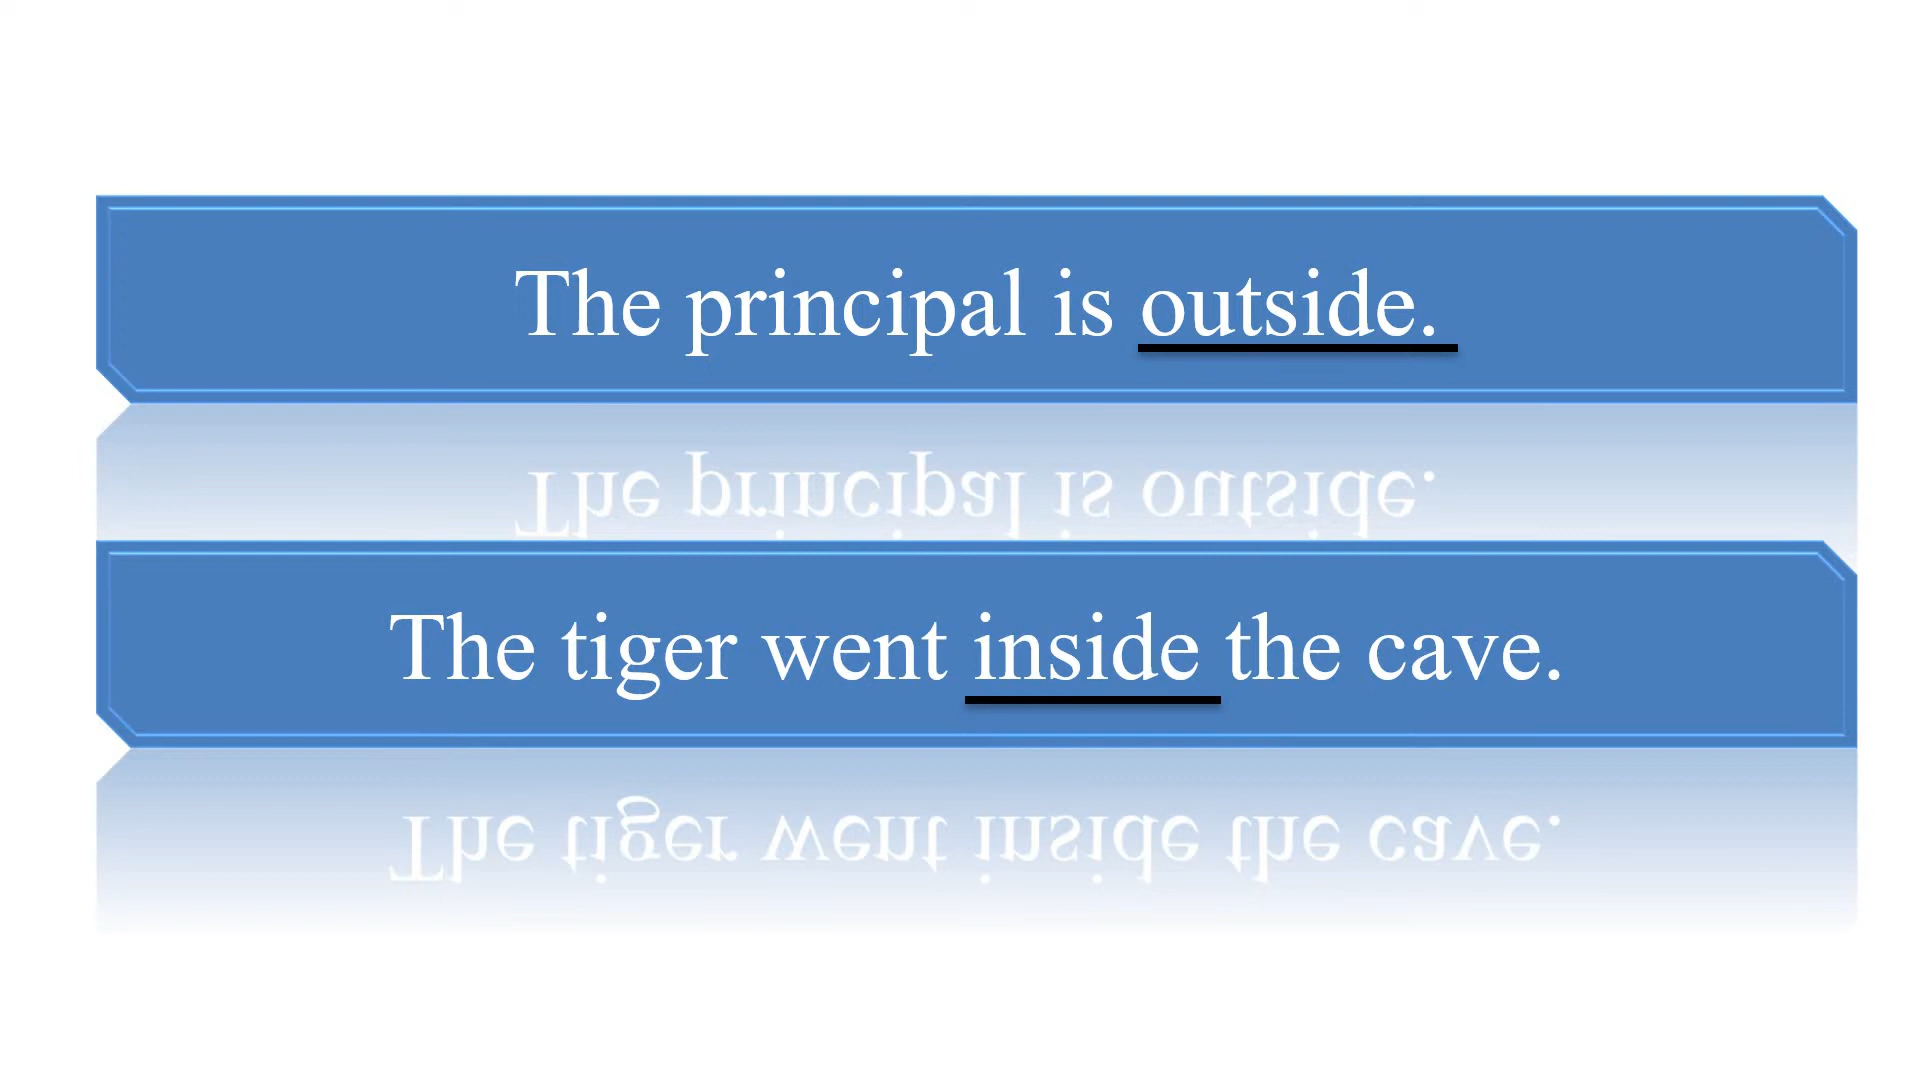 The principal is outside.
The tiger went inside the cave.